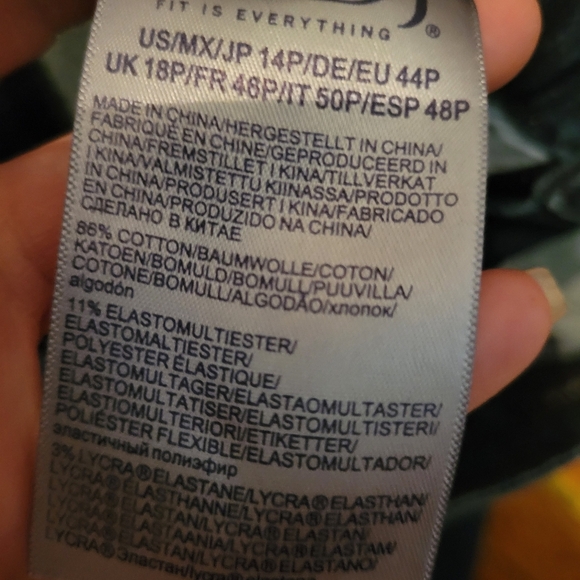 FIT IS EVERYTHING ®
US/MX/JP 14P/DE/EU 44P
UK 18P/FR 46P/IT 50P/ESP 48P
MADE IN CHINA/HERGESTELLT IN CHINA/
FABRIQUÉ EN CHINE/GEPRODUCEERD IN
CHINA/FREMSTILLET I KINA/TILLVERKAT
I KINA/VALMISTETTU KIINASSA/PRODOTTO
IN CHINA/PRODUSERT I KINA/FABRICADO
EN CHINA/PRODUZIDO NA CHINA/
СДЕЛАНО В КИТАЕ
86% COTTON/BAUMWOLLE/COTON/
KATOEN/BOMULD/BOMULL/PUUVILLA/
COTONE/BOMULL/ALGODÃO/хлопок/
algodón
11% ELASTOMULTIESTER/
ELASTOMALTIESTER/
POLYESTER ÉLASTIQUE/
ELASTOMULTAGER/ELASTAOMULTASTER/
ELASTOMULTATISER/ELASTOMULTISTERI/
ELASTIOMULTERIORI/ETIKETTER/
POLIÉSTER FLEXIBLE/ELASTOMULTADOR/
эластичный полиэфир
3% LYCRA® ELASTANE/LYCRA® ELASTHAN/
LYCRA® ELASTHANNE/LYCRA® ELASTHAN/
LYCRA® ELASTAN/LYCRA® ELASTAN/
LYCRA® ELASTAANIA/LYCRA® ELASTAM/
LYCRA® ELASTAN/LYCRA® ELASTANO/
LYCRA® Эластан/lycra® elastano